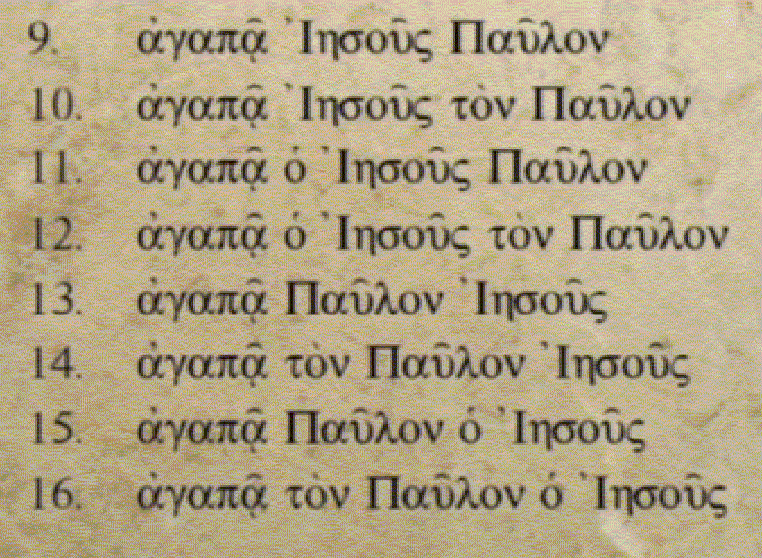 9. ἀγαπᾷ Ἰησοῦς Παῦλον
10. ἀγαπᾷ Ἰησοῦς τὸν Παῦλον
11. ἀγαπᾷ ὁ Ἰησοῦς Παῦλον
12. ἀγαπᾷ ὁ Ἰησοῦς τὸν Παῦλον
13. ἀγαπᾷ Παῦλον Ἰησοῦς
14. ἀγαπᾷ τὸν Παῦλον Ἰησοῦς
15. ἀγαπᾷ Παῦλον ὁ Ἰησοῦς
16. ἀγαπᾷ τὸν Παῦλον ὁ Ἰησοῦς